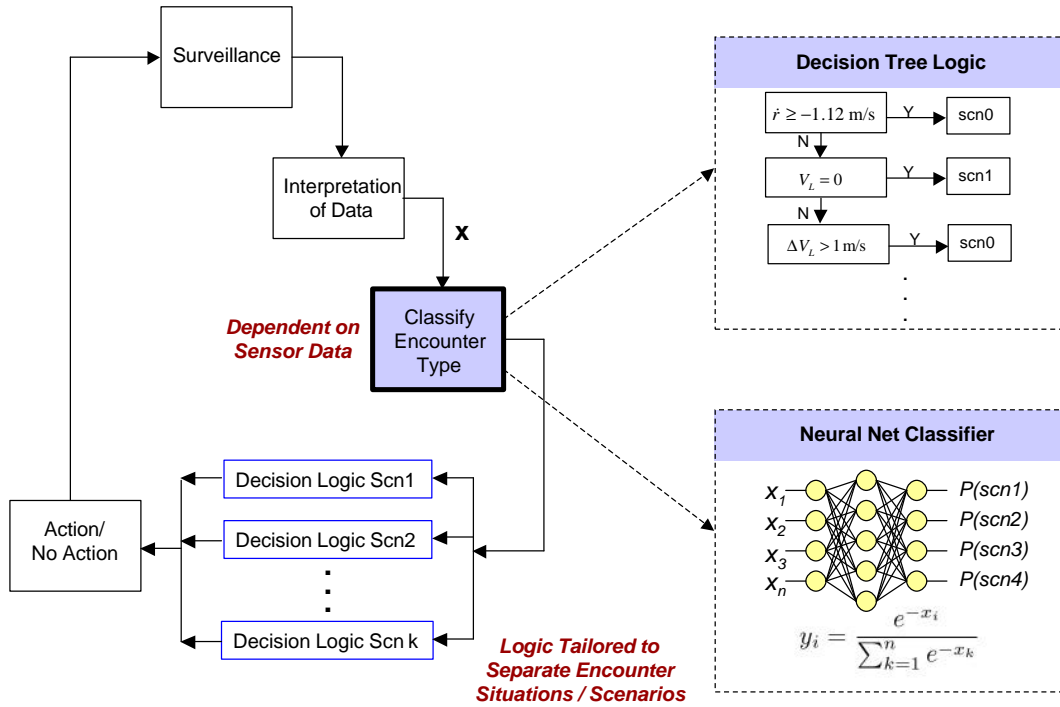 Surveillance
Interpretation
of Data
x
Dependent on
Sensor Data
Classify
Encounter
Type
Decision Logic Scn1
Decision Logic Scn2
.
.
.
Decision Logic Scn k
Action/
No Action
Logic Tailored to
Separate Encounter
Situations / Scenarios
Decision Tree Logic
ṙ ≥ −1.12 m/s
Y
scn0
N
V_L = 0
Y
scn1
N
ΔV_L > 1 m/s
Y
scn0
.
.
.
Neural Net Classifier
x_1
P(scn1)
x_2
P(scn2)
x_3
P(scn3)
x_n
P(scn4)
y_i = e^{-x_i} / ∑_{k=1}^{n} e^{-x_k}